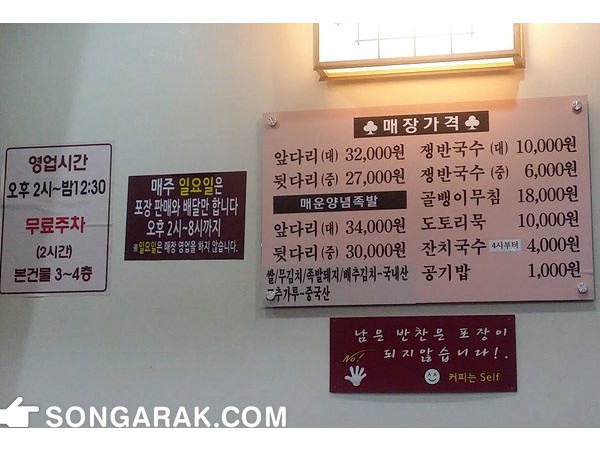 영업시간
오후 2시~밤12:30
무료주차
(2시간)
본건물 3~4층
매주 일요일은
포장 판매와 배달만 합니다
오후 2시~8시까지
※일요일은 매장 영업을 하지 않습니다.
♣ 매장가격 ♣
앞다리(대) 32,000원
뒷다리(중) 27,000원
매운양념족발
앞다리(대) 34,000원
뒷다리(중) 30,000원
쟁반국수 (대) 10,000원
쟁반국수 (중) 6,000원
골뱅이무침 18,000원
도토리묵 10,000원
잔치국수 4시부터 4,000원
공기밥 1,000원
쌀/무김치/족발돼지/배추김치-국내산
고추가루-중국산
남은 반찬은 포장이
되지않습니다!.
No!
커피는 Self
SONGARAK.COM